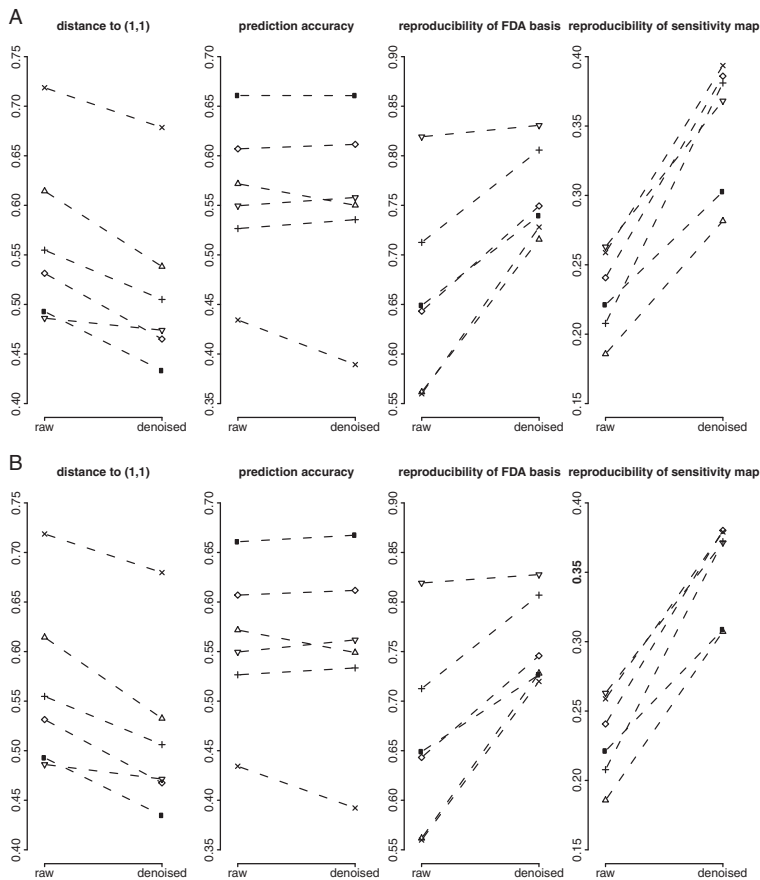 A
distance to (1,1)
prediction accuracy
reproducibility of FDA basis
reproducibility of sensitivity map
0.75
0.70
0.65
0.60
0.55
0.50
0.45
0.40
raw
denoised
0.70
0.65
0.60
0.55
0.50
0.45
0.40
0.35
raw
denoised
0.90
0.85
0.80
0.75
0.70
0.65
0.60
0.55
raw
denoised
0.40
0.35
0.30
0.25
0.20
0.15
raw
denoised
B
distance to (1,1)
prediction accuracy
reproducibility of FDA basis
reproducibility of sensitivity map
0.75
0.70
0.65
0.60
0.55
0.50
0.45
0.40
raw
denoised
0.70
0.65
0.60
0.55
0.50
0.45
0.40
0.35
raw
denoised
0.90
0.85
0.80
0.75
0.70
0.65
0.60
0.55
raw
denoised
0.40
0.35
0.30
0.25
0.20
0.15
raw
denoised